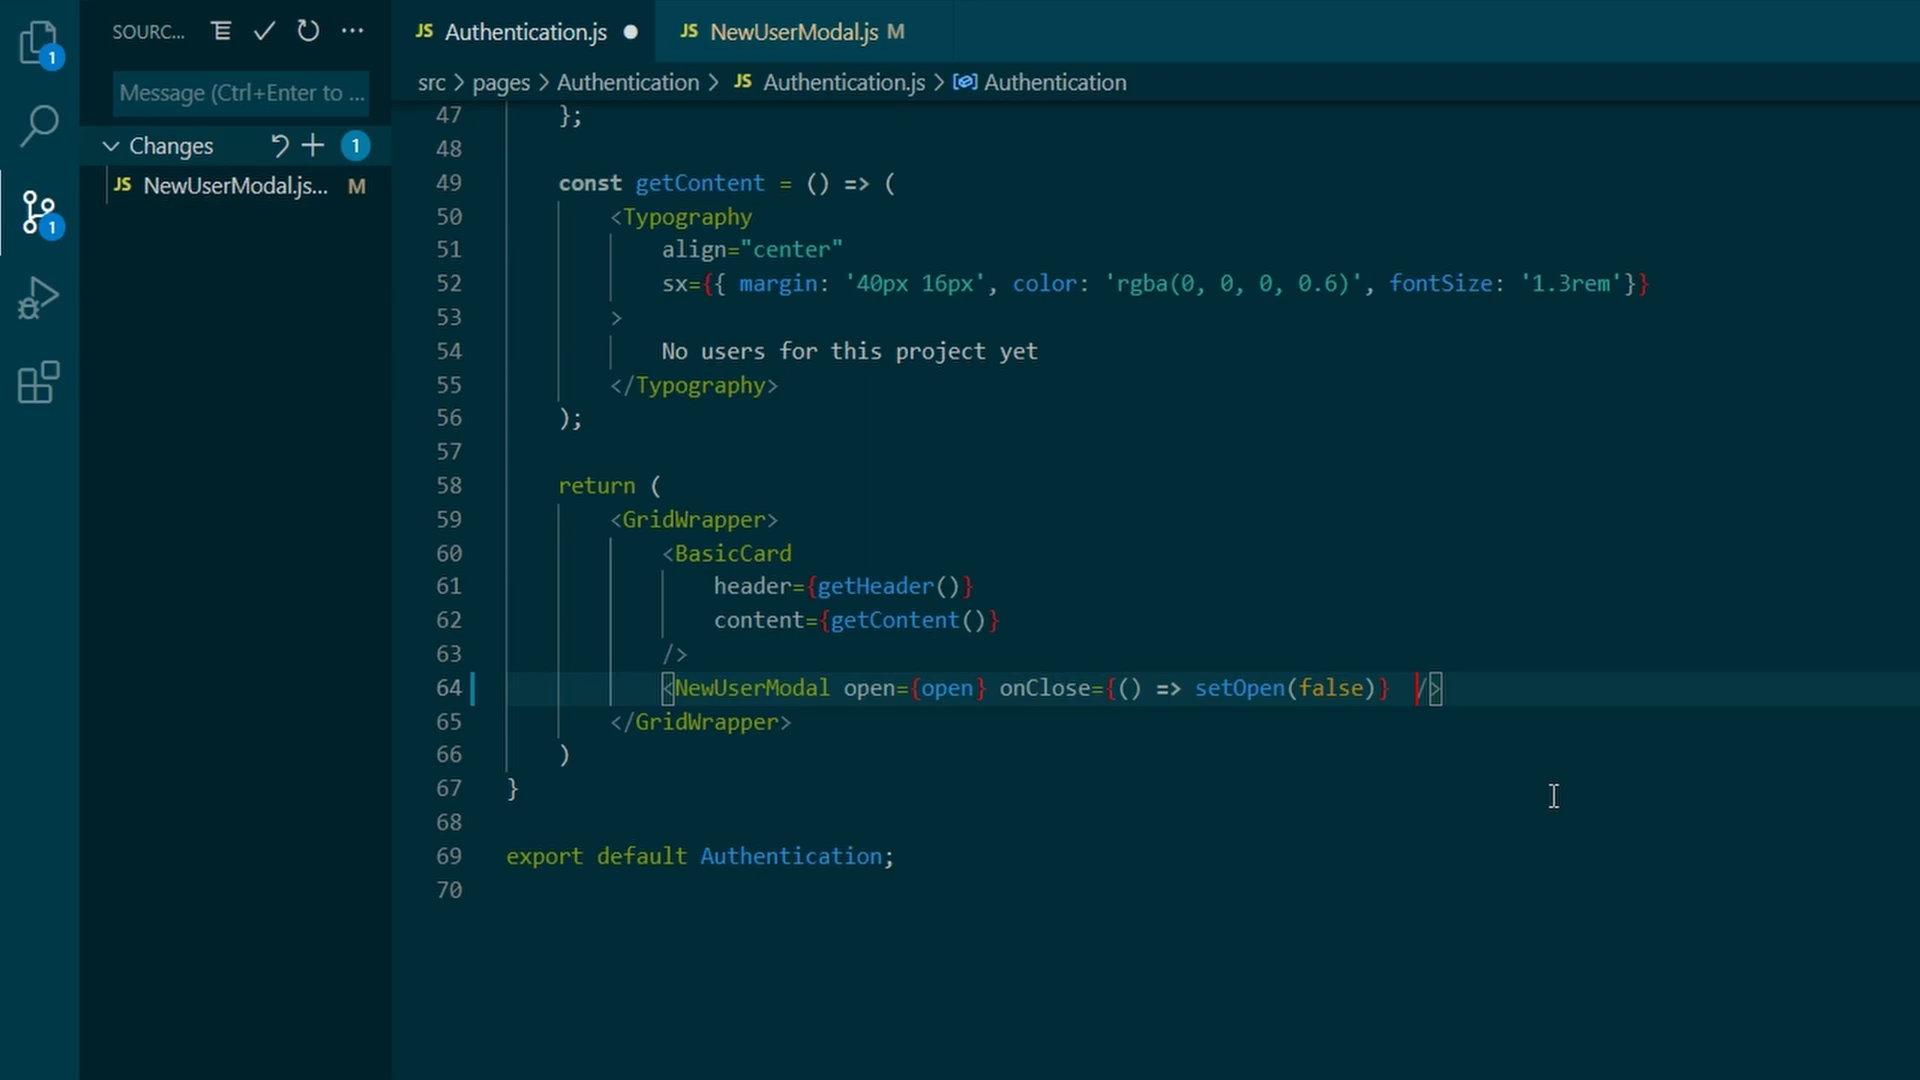 SOURC... ...
JS Authentication.js
JS NewUserModal.js M
1
Message (Ctrl+Enter to ...
src > pages > Authentication > JS Authentication.js > Authentication
Changes 1
JS NewUserModal.js... M
1
47 };
48
49 const getContent = () => (
50 <Typography
51 align="center"
52 sx={{ margin: '40px 16px', color: 'rgba(0, 0, 0, 0.6)', fontSize: '1.3rem'}}
53 >
54 No users for this project yet
55 </Typography>
56 );
57
58 return (
59 <GridWrapper>
60 <BasicCard
61 header={getHeader()}
62 content={getContent()}
63 />
64 <NewUserModal open={open} onClose={() => setOpen(false)} />
65 </GridWrapper>
66 )
67 }
68
69 export default Authentication;
70